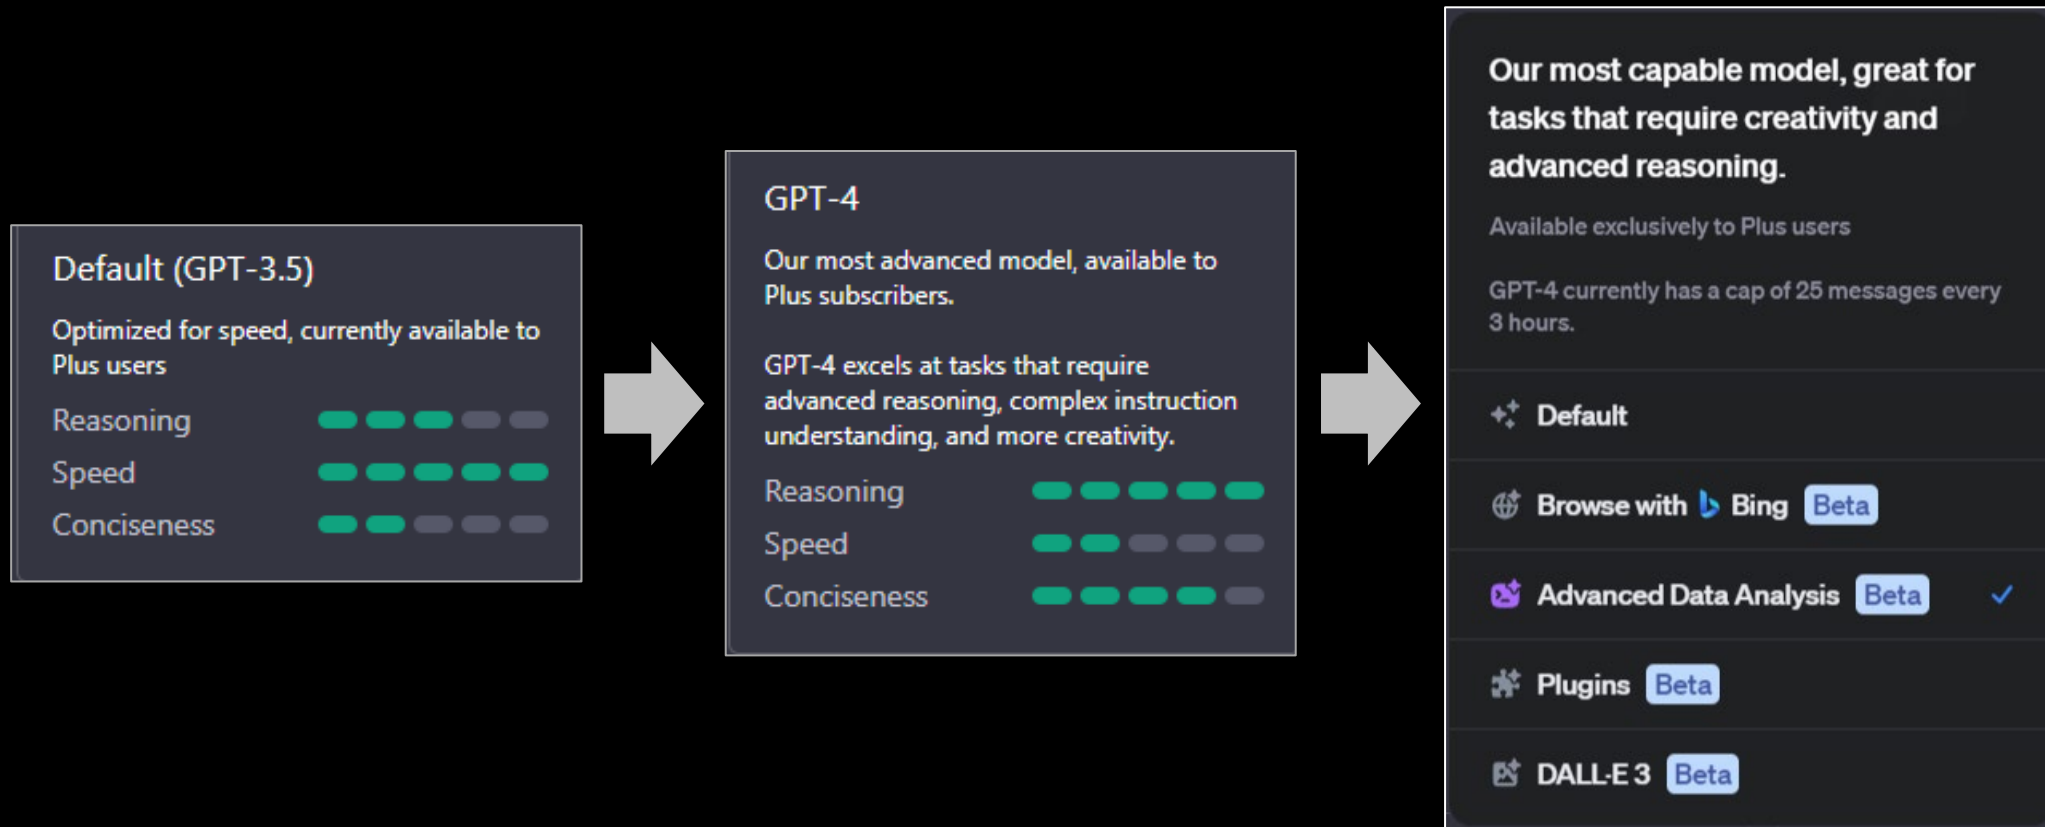 Default (GPT-3.5)
Optimized for speed, currently available to
Plus users
Reasoning
Speed
Conciseness
GPT-4
Our most advanced model, available to
Plus subscribers.
GPT-4 excels at tasks that require
advanced reasoning, complex instruction
understanding, and more creativity.
Reasoning
Speed
Conciseness
Our most capable model, great for
tasks that require creativity and
advanced reasoning.
Available exclusively to Plus users
GPT-4 currently has a cap of 25 messages every
3 hours.
Default
Browse with Bing Beta
Advanced Data Analysis Beta
Plugins Beta
DALL·E 3 Beta